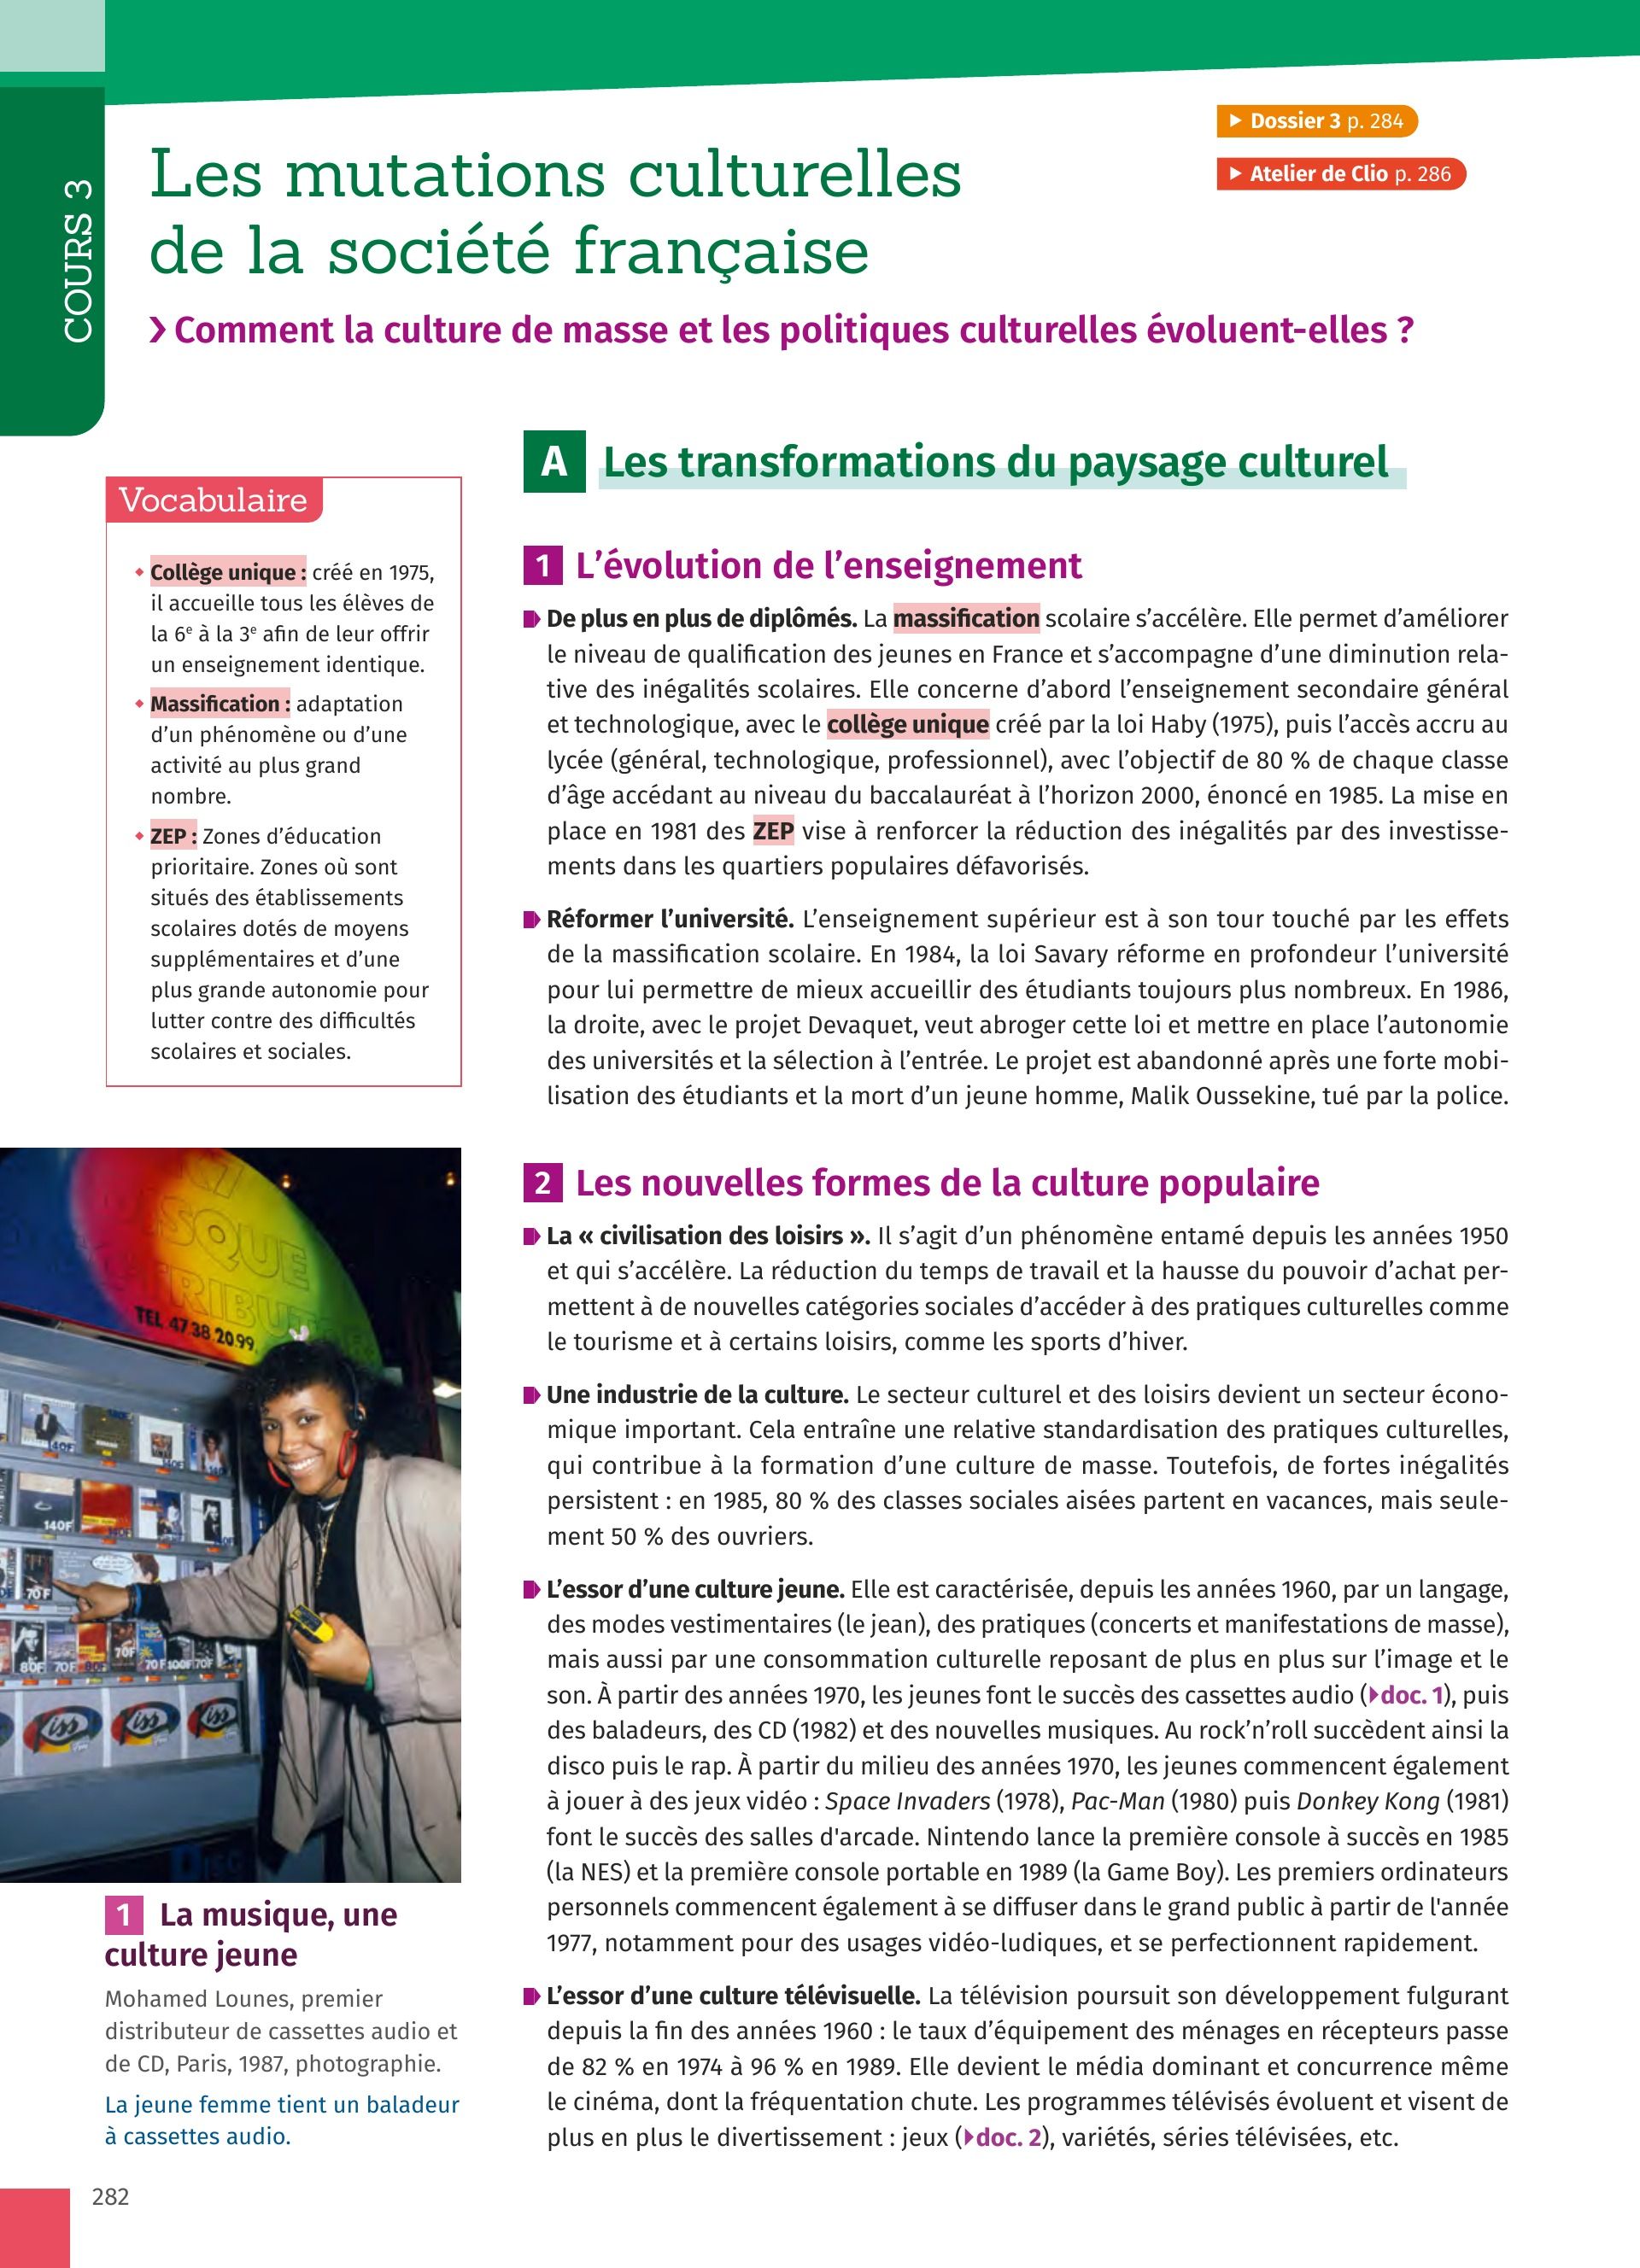 COURS 3
▶ Dossier 3 p. 284
▶ Atelier de Clio p. 286
Les mutations culturelles
de la société française
❯ Comment la culture de masse et les politiques culturelles évoluent-elles ?
Vocabulaire
• Collège unique : créé en 1975,
il accueille tous les élèves de
la 6e à la 3e afin de leur offrir
un enseignement identique.
• Massification : adaptation
d’un phénomène ou d’une
activité au plus grand
nombre.
• ZEP : Zones d’éducation
prioritaire. Zones où sont
situés des établissements
scolaires dotés de moyens
supplémentaires et d’une
plus grande autonomie pour
lutter contre des difficultés
scolaires et sociales.
A Les transformations du paysage culturel
1 L’évolution de l’enseignement
De plus en plus de diplômés. La massification scolaire s’accélère. Elle permet d’améliorer
le niveau de qualification des jeunes en France et s’accompagne d’une diminution rela-
tive des inégalités scolaires. Elle concerne d’abord l’enseignement secondaire général
et technologique, avec le collège unique créé par la loi Haby (1975), puis l’accès accru au
lycée (général, technologique, professionnel), avec l’objectif de 80 % de chaque classe
d’âge accédant au niveau du baccalauréat à l’horizon 2000, énoncé en 1985. La mise en
place en 1981 des ZEP vise à renforcer la réduction des inégalités par des investisse-
ments dans les quartiers populaires défavorisés.
Réformer l’université. L’enseignement supérieur est à son tour touché par les effets
de la massification scolaire. En 1984, la loi Savary réforme en profondeur l’université
pour lui permettre de mieux accueillir des étudiants toujours plus nombreux. En 1986,
la droite, avec le projet Devaquet, veut abroger cette loi et mettre en place l’autonomie
des universités et la sélection à l’entrée. Le projet est abandonné après une forte mobi-
lisation des étudiants et la mort d’un jeune homme, Malik Oussekine, tué par la police.
2 Les nouvelles formes de la culture populaire
La « civilisation des loisirs ». Il s’agit d’un phénomène entamé depuis les années 1950
et qui s’accélère. La réduction du temps de travail et la hausse du pouvoir d’achat per-
mettent à de nouvelles catégories sociales d’accéder à des pratiques culturelles comme
le tourisme et à certains loisirs, comme les sports d’hiver.
Une industrie de la culture. Le secteur culturel et des loisirs devient un secteur écono-
mique important. Cela entraîne une relative standardisation des pratiques culturelles,
qui contribue à la formation d’une culture de masse. Toutefois, de fortes inégalités
persistent : en 1985, 80 % des classes sociales aisées partent en vacances, mais seule-
ment 50 % des ouvriers.
L’essor d’une culture jeune. Elle est caractérisée, depuis les années 1960, par un langage,
des modes vestimentaires (le jean), des pratiques (concerts et manifestations de masse),
mais aussi par une consommation culturelle reposant de plus en plus sur l’image et le
son. À partir des années 1970, les jeunes font le succès des cassettes audio (▶doc. 1), puis
des baladeurs, des CD (1982) et des nouvelles musiques. Au rock’n’roll succèdent ainsi la
disco puis le rap. À partir du milieu des années 1970, les jeunes commencent également
à jouer à des jeux vidéo : Space Invaders (1978), Pac-Man (1980) puis Donkey Kong (1981)
font le succès des salles d'arcade. Nintendo lance la première console à succès en 1985
(la NES) et la première console portable en 1989 (la Game Boy). Les premiers ordinateurs
personnels commencent également à se diffuser dans le grand public à partir de l'année
1977, notamment pour des usages vidéo-ludiques, et se perfectionnent rapidement.
L’essor d’une culture télévisuelle. La télévision poursuit son développement fulgurant
depuis la fin des années 1960 : le taux d’équipement des ménages en récepteurs passe
de 82 % en 1974 à 96 % en 1989. Elle devient le média dominant et concurrence même
le cinéma, dont la fréquentation chute. Les programmes télévisés évoluent et visent de
plus en plus le divertissement : jeux (▶doc. 2), variétés, séries télévisées, etc.
TEL 47 38 20 99
140F
140F
70F
70F
80F 70F
70F 100F 70F
Kiss Kiss Kiss
1 La musique, une
culture jeune
Mohamed Lounes, premier
distributeur de cassettes audio et
de CD, Paris, 1987, photographie.
La jeune femme tient un baladeur
à cassettes audio.
282